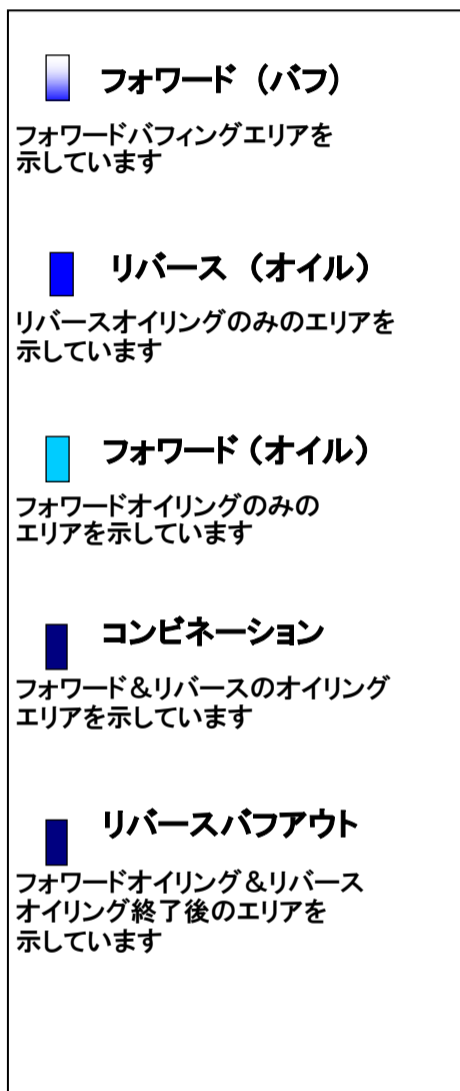 フォワード （バフ）
フォワードバフィングエリアを
示しています
リバース （オイル）
リバースオイリングのみのエリアを
示しています
フォワード（オイル）
フォワードオイリングのみの
エリアを示しています
コンビネーション
フォワード＆リバースのオイリング
エリアを示しています
リバースバフアウト
フォワードオイリング＆リバース
オイリング終了後のエリアを
示しています